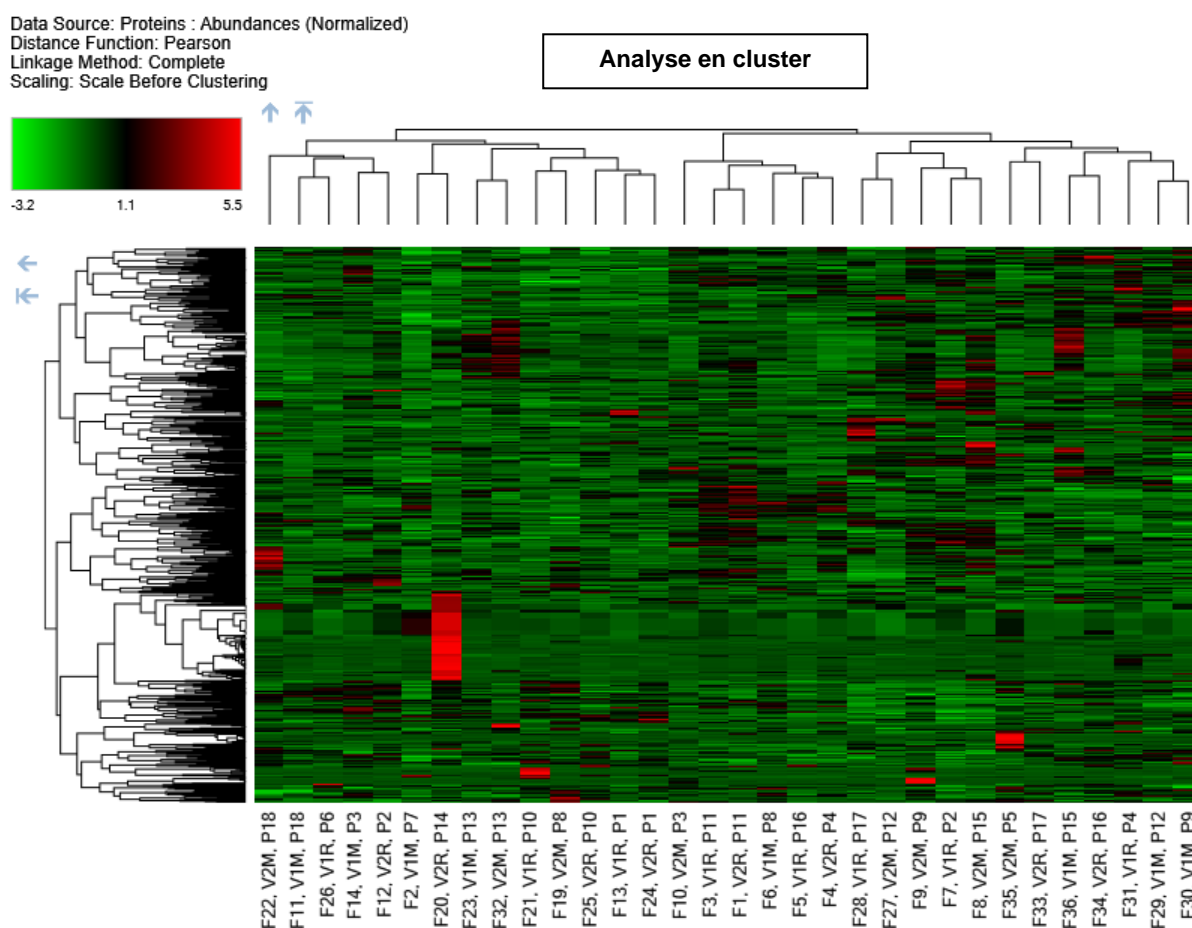 Data Source: Proteins : Abundances (Normalized)
Distance Function: Pearson
Linkage Method: Complete
Scaling: Scale Before Clustering
Analyse en cluster
-3.2 1.1 5.5
F22, V2M, P18
F11, V1M, P18
F26, V1R, P6
F14, V1M, P3
F12, V2R, P2
F2, V1M, P7
F20, V2R, P14
F23, V1M, P13
F32, V2M, P13
F21, V1R, P10
F19, V2M, P8
F25, V2R, P10
F13, V1R, P1
F24, V2R, P1
F10, V2M, P3
F3, V1R, P11
F1, V2R, P11
F6, V1M, P8
F5, V1R, P16
F4, V2R, P4
F28, V1R, P17
F27, V2M, P12
F9, V2M, P9
F7, V1R, P2
F8, V2M, P15
F35, V2M, P5
F33, V2R, P17
F36, V1M, P15
F34, V2R, P16
F31, V1R, P4
F29, V1M, P12
F30, V1M, P9